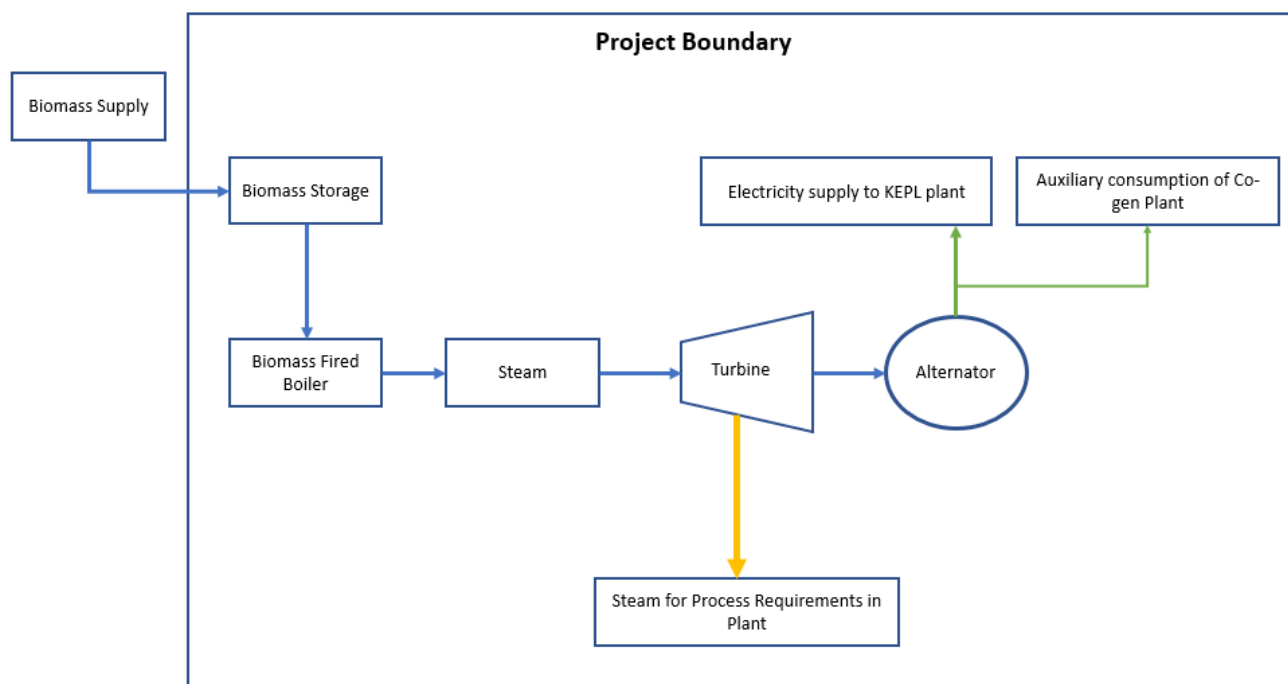 Project Boundary
Biomass Supply
Biomass Storage
Electricity supply to KEPL plant
Auxiliary consumption of Co-
gen Plant
Biomass Fired
Boiler
Steam
Turbine
Alternator
Steam for Process Requirements in
Plant